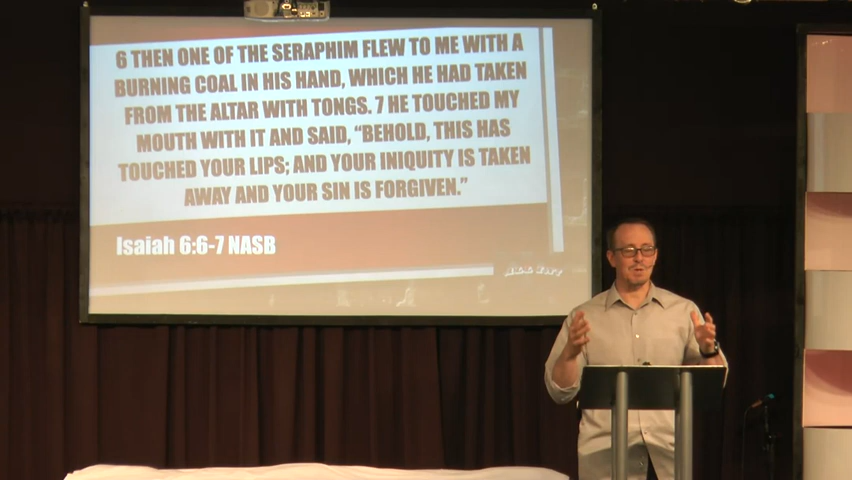 6 THEN ONE OF THE SERAPHIM FLEW TO ME WITH A
BURNING COAL IN HIS HAND, WHICH HE HAD TAKEN
FROM THE ALTAR WITH TONGS. 7 HE TOUCHED MY
MOUTH WITH IT AND SAID, “BEHOLD, THIS HAS
TOUCHED YOUR LIPS; AND YOUR INIQUITY IS TAKEN
AWAY AND YOUR SIN IS FORGIVEN.”
Isaiah 6:6-7 NASB